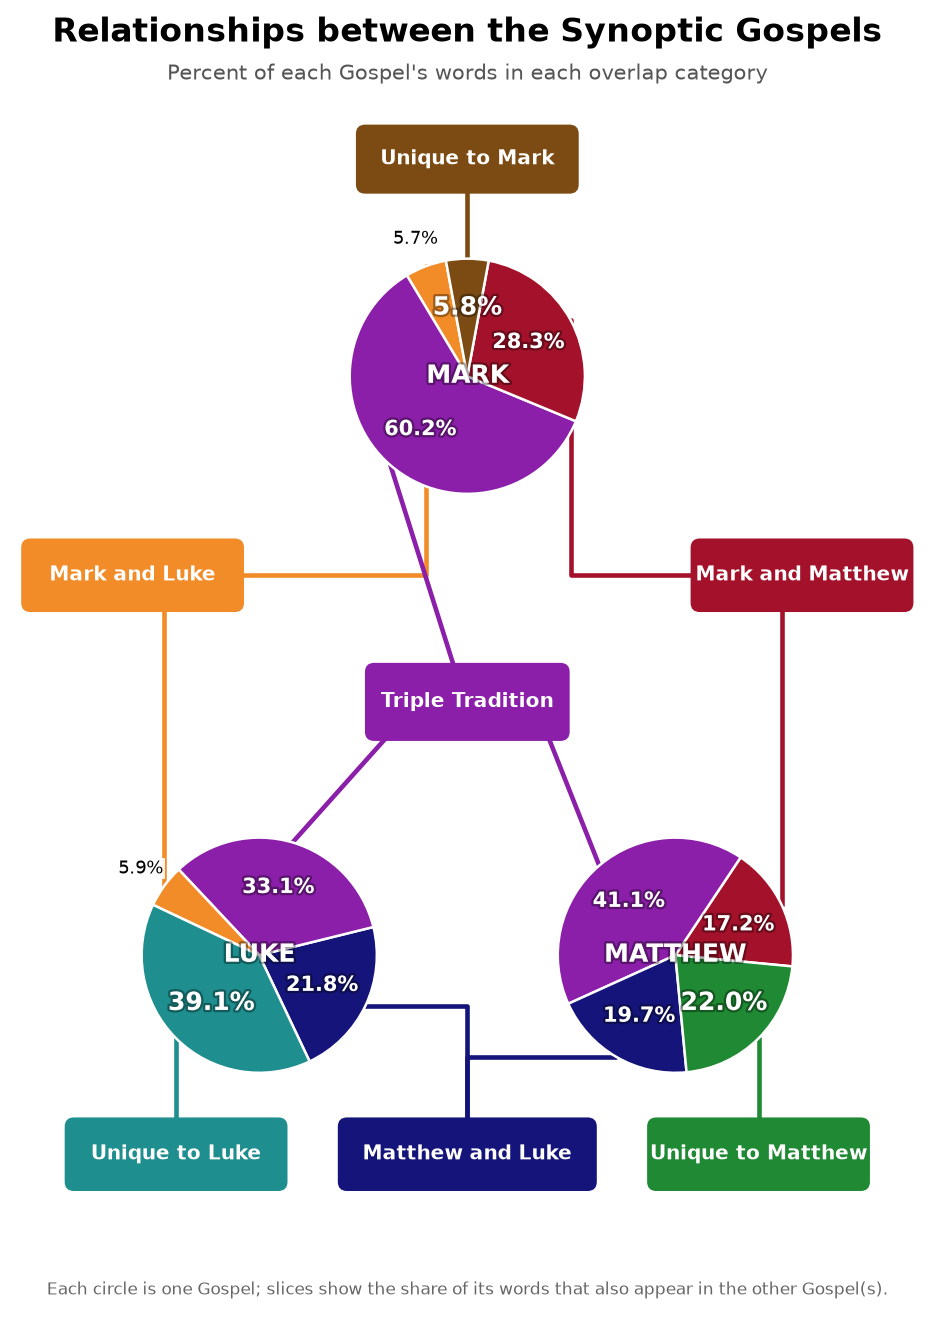 Relationships between the Synoptic Gospels
Percent of each Gospel's words in each overlap category
Unique to Mark
5.7%
5.8%
28.3%
MARK
60.2%
Mark and Luke
Mark and Matthew
Triple Tradition
5.9%
33.1%
LUKE
21.8%
39.1%
41.1%
17.2%
MATTHEW
22.0%
19.7%
Unique to Luke
Matthew and Luke
Unique to Matthew
Each circle is one Gospel; slices show the share of its words that also appear in the other Gospel(s).